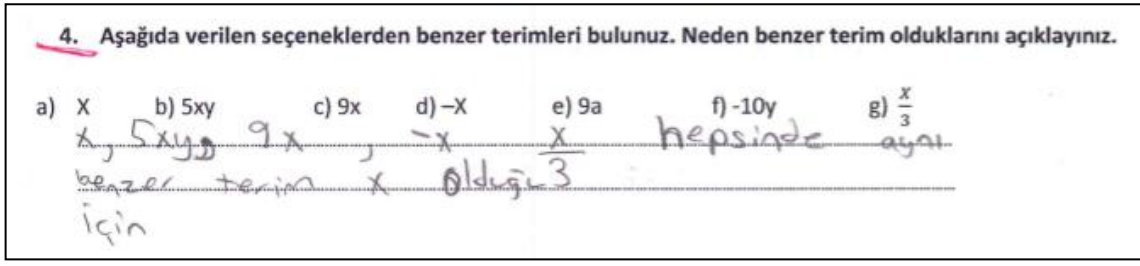 4. Aşağıda verilen seçeneklerden benzer terimleri bulunuz. Neden benzer terim olduklarını açıklayınız.
a) X b) 5xy c) 9x d) –X e) 9a f) -10y g) x/3
x, 5xy, 9x, -x x/3 hepsinde aynı
benzer terim x olduğu
için